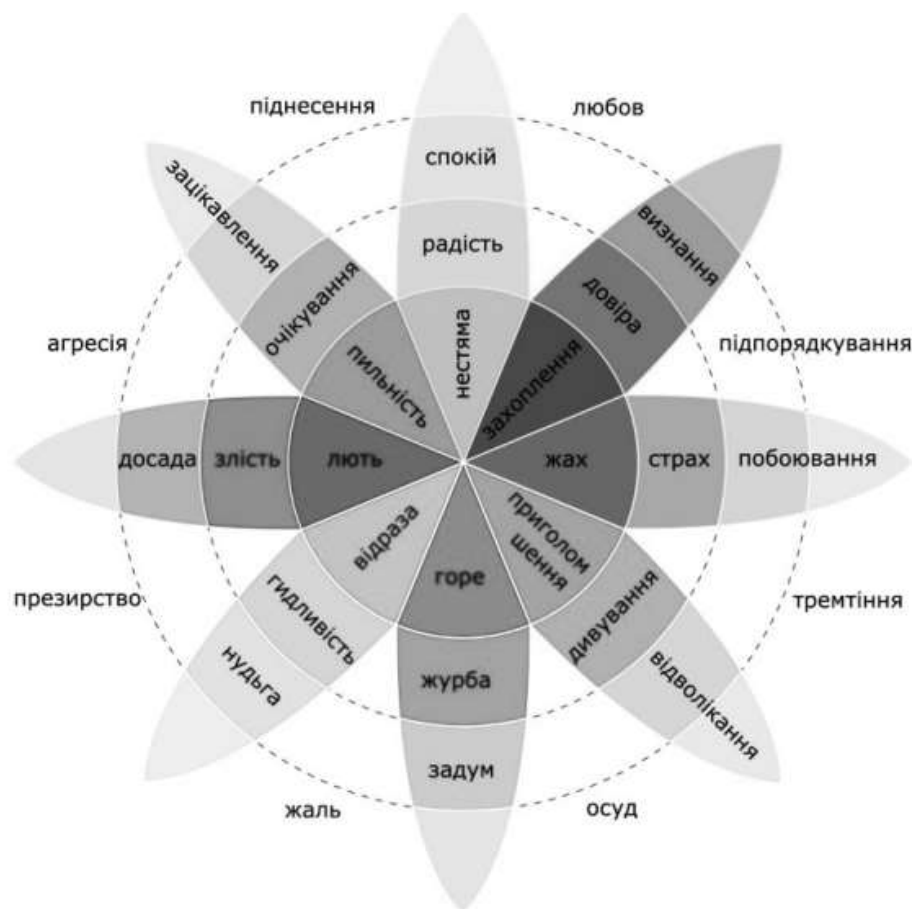 піднесення
любов
спокій
зацікавлення
визнання
радість
очікування
довіра
агресія
підпорядкування
нестяма
пильність
захоплення
досада
злість
лють
жах
страх
побоювання
відраза
приголом
шення
горе
презирство
тремтіння
гидливість
дивування
нудьга
журба
відволікання
задум
жаль
осуд